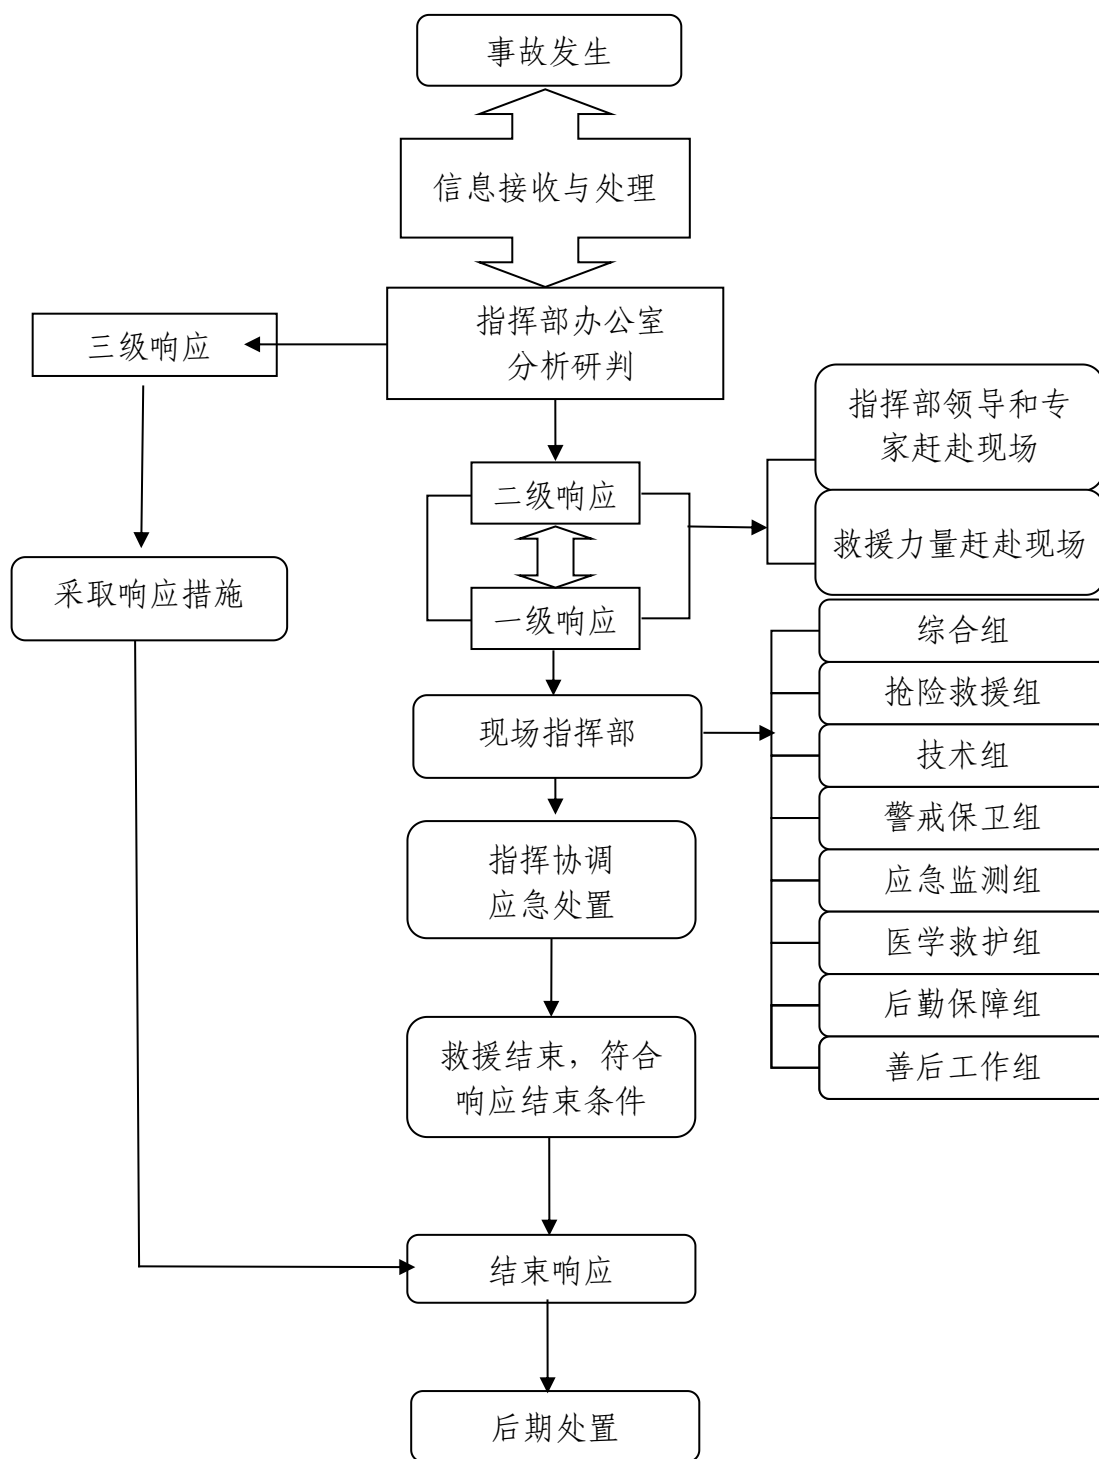 事故发生
信息接收与处理
指挥部办公室
分析研判
三级响应
指挥部领导和专
家赶赴现场
二级响应
救援力量赶赴现场
采取响应措施
一级响应
综合组
抢险救援组
现场指挥部
技术组
警戒保卫组
指挥协调
应急处置
应急监测组
医学救护组
后勤保障组
救援结束，符合
响应结束条件
善后工作组
结束响应
后期处置